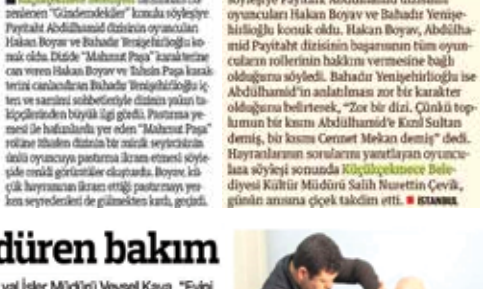 zenlenen "Gündemdekiler" konulu söyleşiye
Payitaht Abdülhamid dizisinin oyuncuları
Hakan Boyav ve Bahadır Yenişehirlioğlu ko-
nuk oldu. Dizide "Mahmut Paşa" karakterine
can veren Hakan Boyav ve Tahsin Paşa karak-
terini canlandıran Bahadır Yenişehirlioğlu iç-
ten ve samimi sohbetleriyle dizinin yakın ta-
kipçilerinden büyük ilgi gördü. Pastırma ye-
mesi ile hafızalarda yer eden "Mahmut Paşa"
rolüne ithafen dizinin bir minik seyircisinin
ünlü oyuncuya pastırma ikram etmesi söyle-
şide renkli görüntüler oluşturdu. Boyav, kü-
çük hayranının ikram ettiği pastırmayı yer-
ken seyredenleri de gülmekten kırdı, geçirdi.
söyleşiye Payitaht Abdülhamid dizisinin
oyuncuları Hakan Boyav ve Bahadır Yenişe-
hirlioğlu konuk oldu. Hakan Boyav, Abdülha-
mid Payitaht dizisinin başarısının tüm oyun-
cuların rollerinin hakkını vermesine bağlı
olduğunu söyledi. Bahadır Yenişehirlioğlu ise
Abdülhamid'in anlatılması zor bir karakter
olduğunu belirterek, "Zor bir dizi. Çünkü top-
lumun bir kısmı Abdülhamid'e Kızıl Sultan
demiş, bir kısmı Cennet Mekan demiş" dedi.
Hayranlarının sorularını yanıtlayan oyuncu-
lara söyleşi sonunda Küçükçekmece Bele-
diyesi Kültür Müdürü Salih Nurettin Çevik,
günün anısına çiçek takdim etti. ■ İSTANBUL
düren bakım
yal İşler Müdürü Veysel Kaya, "Evini